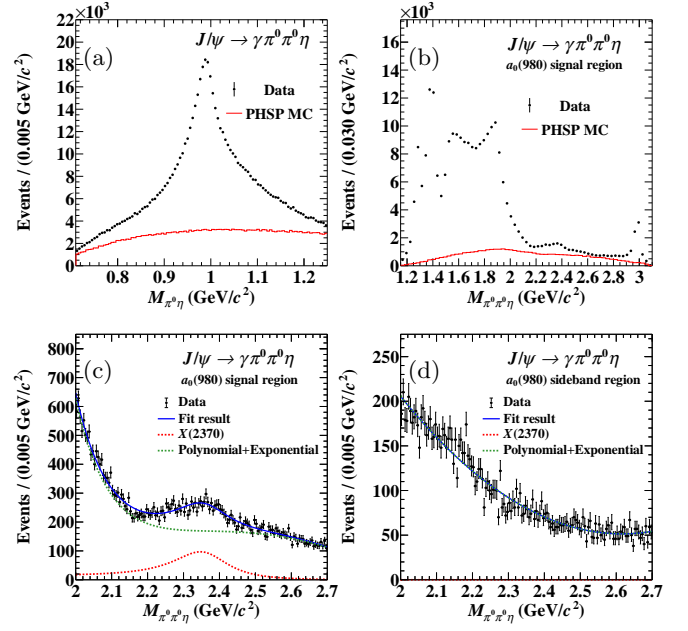 ×10³
22
20
18
16
14
12
10
8
6
4
2
0
Events / (0.005 GeV/c²)
(a)
J/ψ → γπ⁰π⁰η
Data
PHSP MC
0.8 0.9 1 1.1 1.2
M_π⁰η (GeV/c²)
×10³
16
14
12
10
8
6
4
2
0
Events / (0.030 GeV/c²)
(b)
J/ψ → γπ⁰π⁰η
a₀(980) signal region
Data
PHSP MC
1.2 1.4 1.6 1.8 2 2.2 2.4 2.6 2.8 3
M_π⁰π⁰η (GeV/c²)
800
700
600
500
400
300
200
100
0
Events / (0.005 GeV/c²)
(c)
J/ψ → γπ⁰π⁰η
a₀(980) signal region
Data
Fit result
X(2370)
Polynomial+Exponential
2 2.1 2.2 2.3 2.4 2.5 2.6 2.7
M_π⁰π⁰η (GeV/c²)
250
200
150
100
50
0
Events / (0.005 GeV/c²)
(d)
J/ψ → γπ⁰π⁰η
a₀(980) sideband region
Data
Fit result
X(2370)
Polynomial+Exponential
2 2.1 2.2 2.3 2.4 2.5 2.6 2.7
M_π⁰π⁰η (GeV/c²)